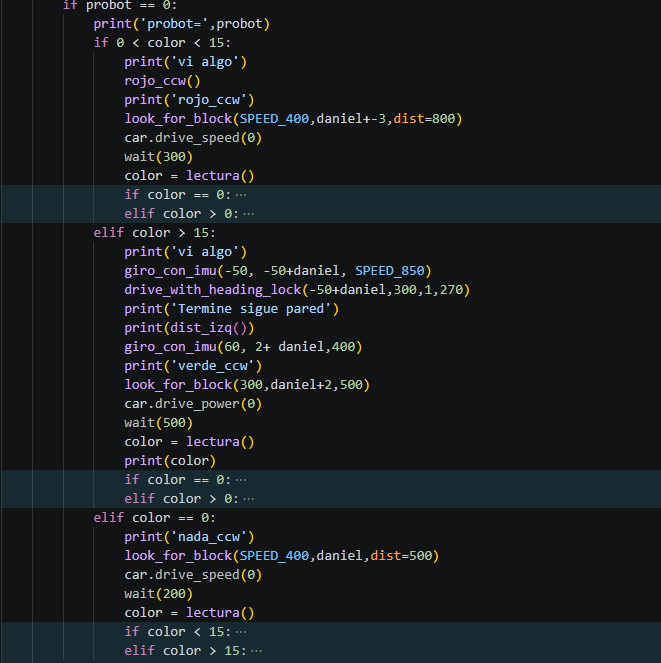 if probot == 0:
print('probot=',probot)
if 0 < color < 15:
print('vi algo')
rojo_ccw()
print('rojo_ccw')
look_for_block(SPEED_400,daniel+-3,dist=800)
car.drive_speed(0)
wait(300)
color = lectura()
if color == 0:···
elif color > 0:···
elif color > 15:
print('vi algo')
giro_con_imu(-50, -50+daniel, SPEED_850)
drive_with_heading_lock(-50+daniel,300,1,270)
print('Termine sigue pared')
print(dist_izq())
giro_con_imu(60, 2+ daniel,400)
print('verde_ccw')
look_for_block(300,daniel+2,500)
car.drive_power(0)
wait(500)
color = lectura()
print(color)
if color == 0:···
elif color > 0:···
elif color == 0:
print('nada_ccw')
look_for_block(SPEED_400,daniel,dist=500)
car.drive_speed(0)
wait(200)
color = lectura()
if color < 15:···
elif color > 15:···